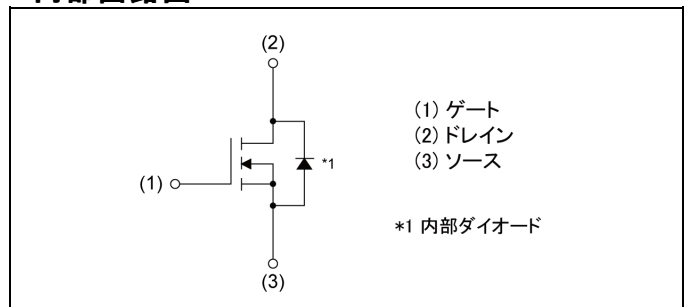 内部回路図
(2)
(1) ゲート
(2) ドレイン
(3) ソース
*1
(1)
*1 内部ダイオード
(3)